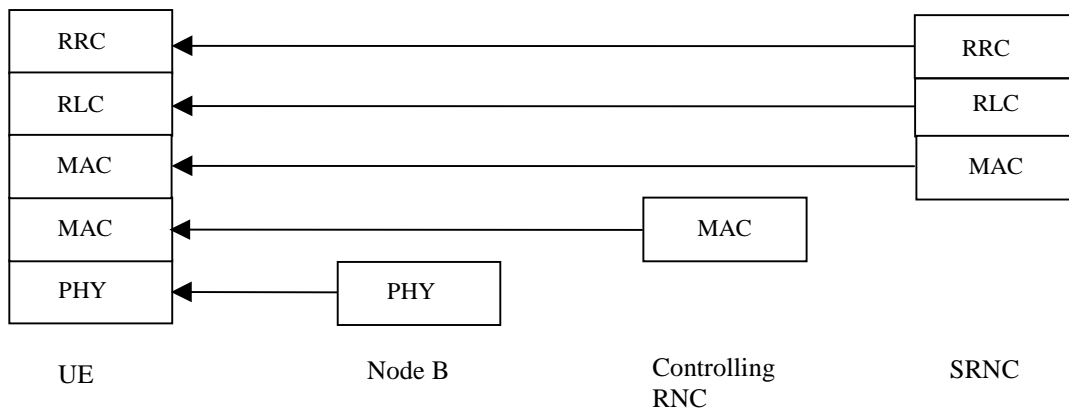 RRC
RRC
RLC
RLC
MAC
MAC
MAC
MAC
PHY
PHY
UE
Node B
Controlling
RNC
SRNC